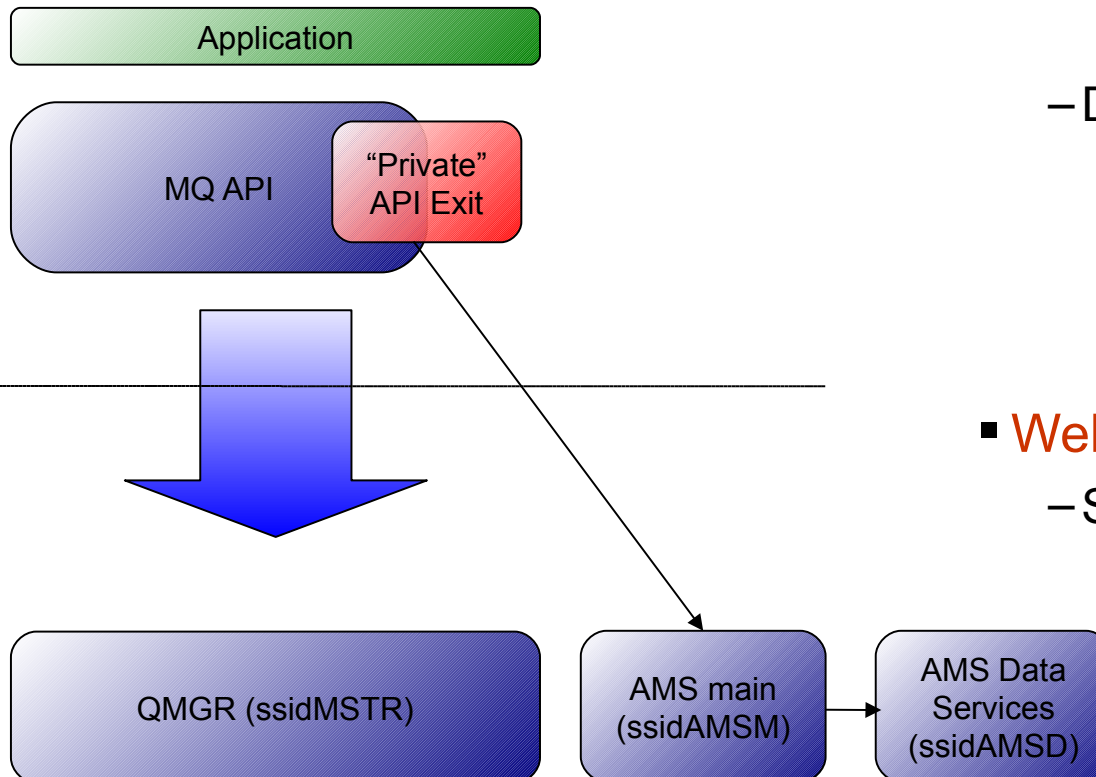 Application
MQ API
“Private”
API Exit
QMGR (ssidMSTR)
AMS main
(ssidAMSM)
AMS Data
Services
(ssidAMSD)
–
▪
– S